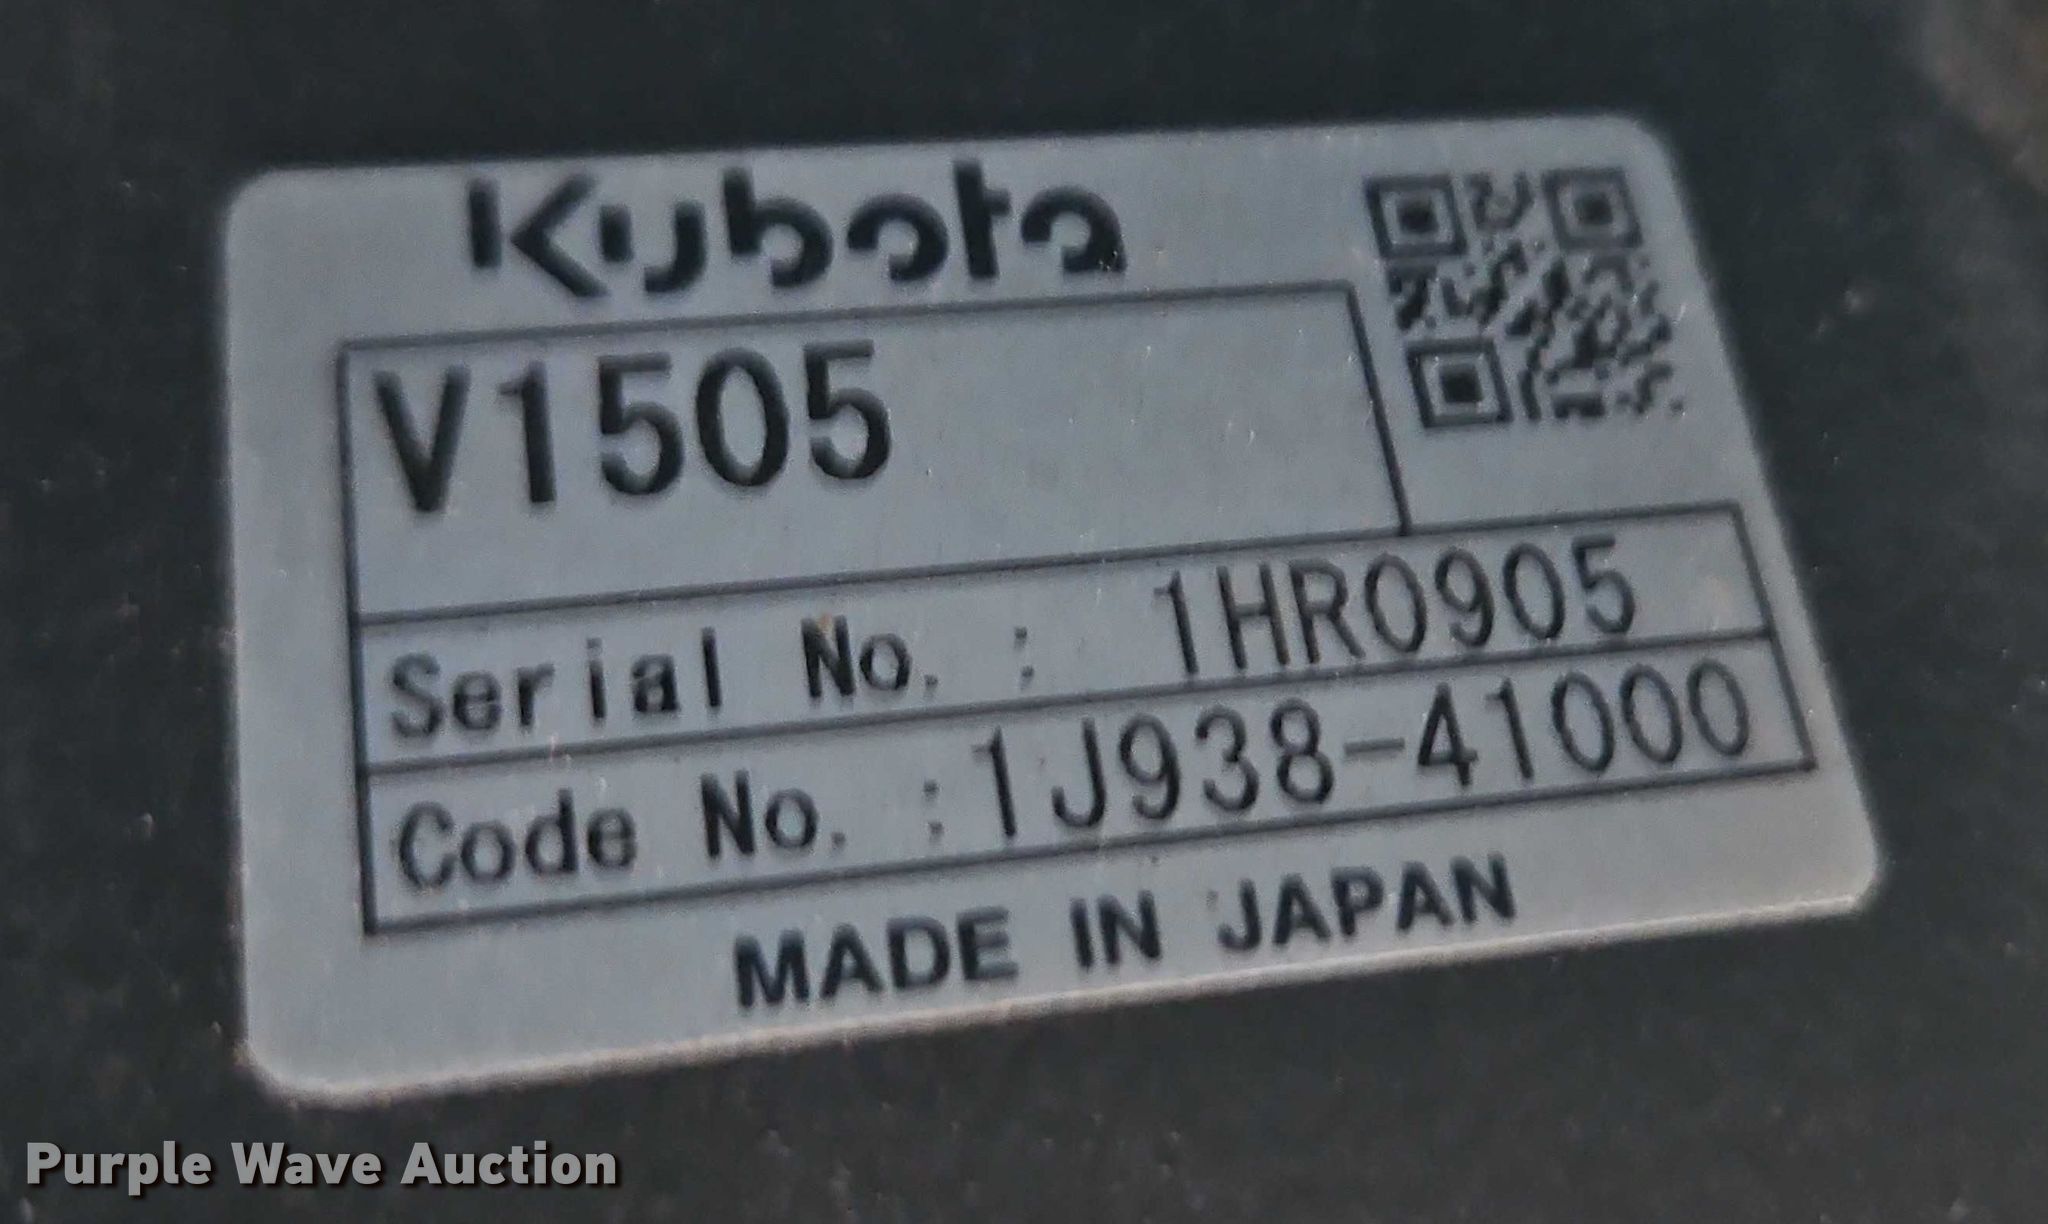 Kubota
V1505
Serial No. : 1HR0905
Code No. :1J938-41000
MADE IN JAPAN
Purple Wave Auction